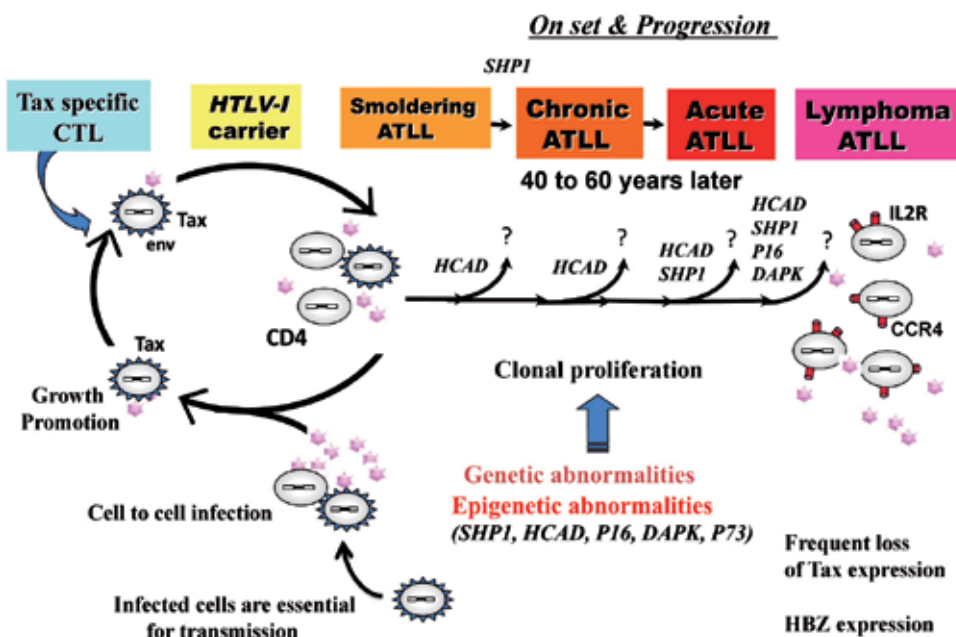 On set & Progression
SHP1
Tax specific
CTL
HTLV-I
carrier
Smoldering
ATLL
Chronic
ATLL
Acute
ATLL
Lymphoma
ATLL
40 to 60 years later
Tax
env
CD4
HCAD
?
HCAD
?
HCAD
SHP1
?
HCAD
SHP1
P16
DAPK
?
IL2R
CCR4
Tax
Growth
Promotion
Clonal proliferation
Cell to cell infection
Genetic abnormalities
Epigenetic abnormalities
(SHP1, HCAD, P16, DAPK, P73)
Infected cells are essential
for transmission
Frequent loss
of Tax expression
HBZ expression